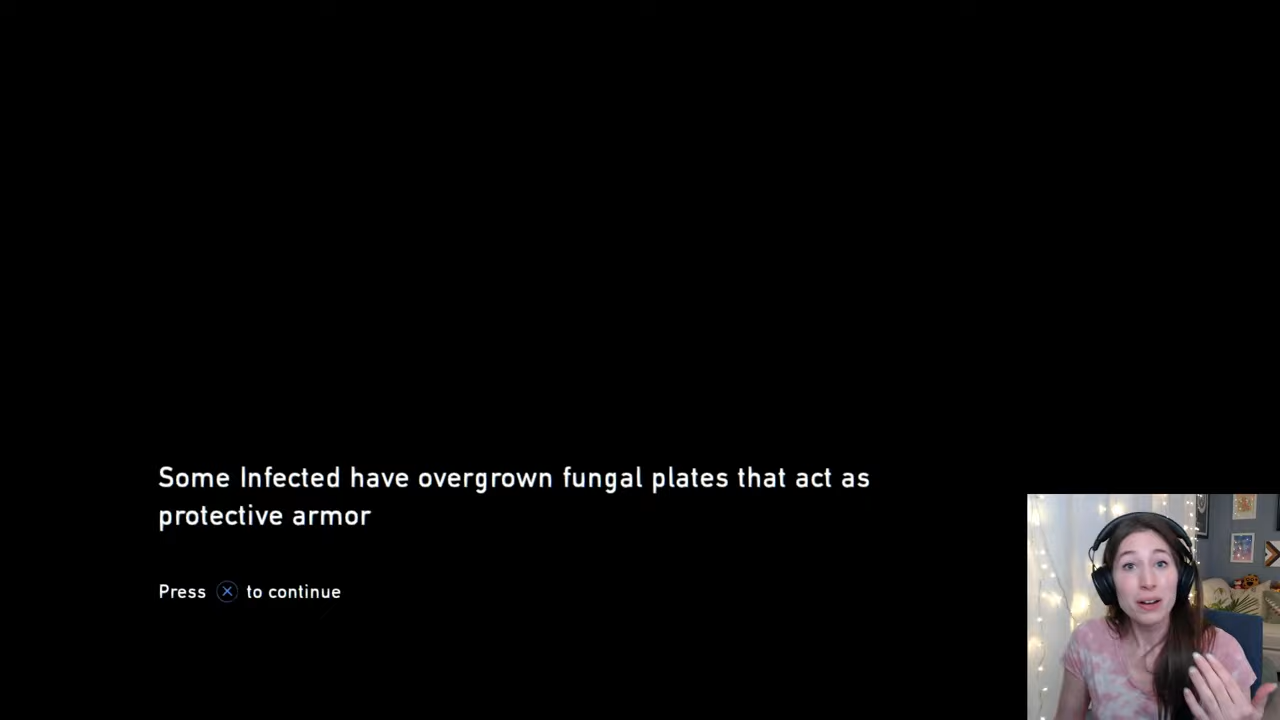 Some Infected have overgrown fungal plates that act as
protective armor
Press to continue